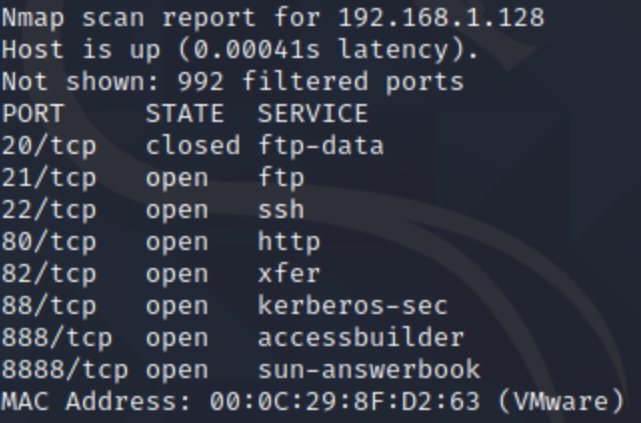 Nmap scan report for 192.168.1.128
Host is up (0.00041s latency).
Not shown: 992 filtered ports
PORT     STATE  SERVICE
20/tcp   closed ftp-data
21/tcp   open   ftp
22/tcp   open   ssh
80/tcp   open   http
82/tcp   open   xfer
88/tcp   open   kerberos-sec
888/tcp  open   accessbuilder
8888/tcp open   sun-answerbook
MAC Address: 00:0C:29:8F:D2:63 (VMware)